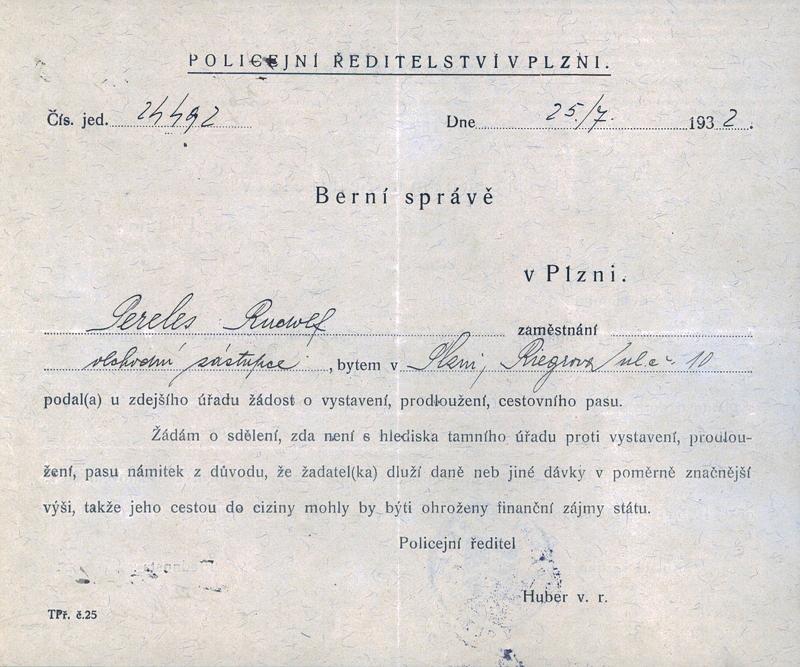 POLICEJNÍ ŘEDITELSTVÍ V PLZNI.
Čís. jed. 24492 Dne 25./7. 1932.
Berní správě
v Plzni.
Pereles Rudolf zaměstnání
obchodní zástupce, bytem v Plzni, Riegrova ul. č. 10
podal(a) u zdejšího úřadu žádost o vystavení, prodloužení, cestovního pasu.
Žádám o sdělení, zda není s hlediska tamního úřadu proti vystavení, prodlou-
žení, pasu námitek z důvodu, že žadatel(ka) dluží daně neb jiné dávky v poměrně značnější
výši, takže jeho cestou do ciziny mohly by býti ohroženy finanční zájmy státu.
Policejní ředitel
Huber v. r.
TPř. č.25